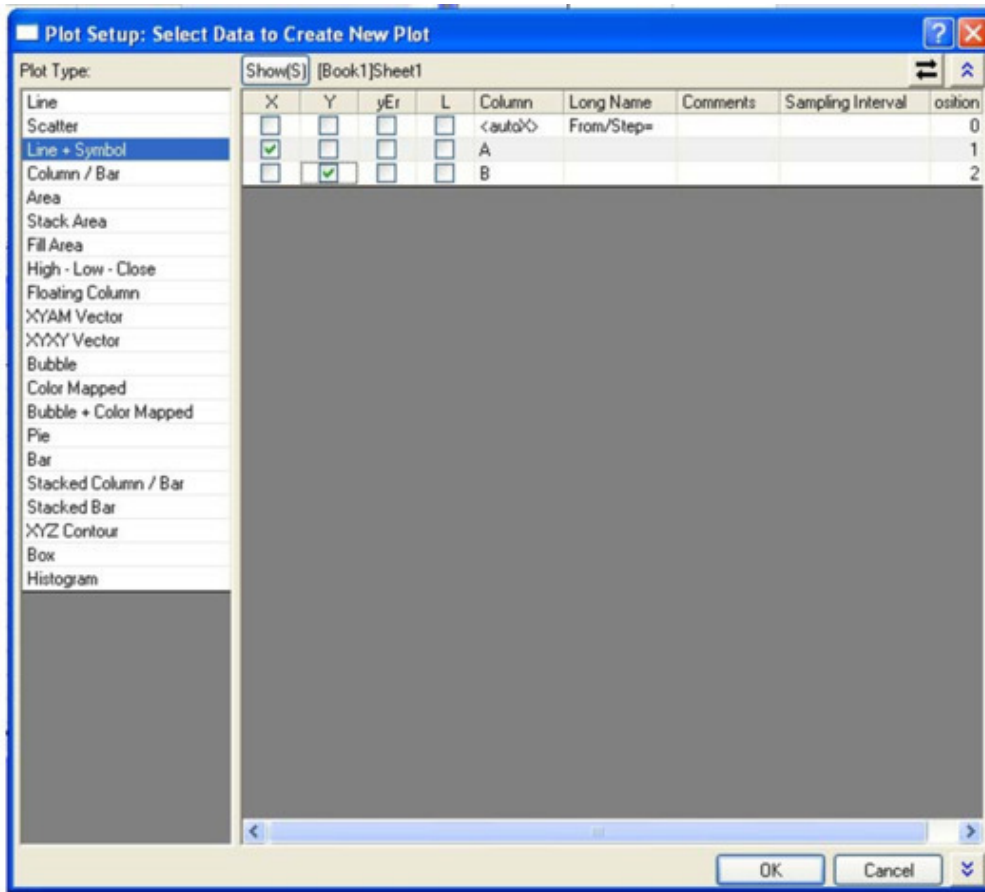 Plot Setup: Select Data to Create New Plot
Plot Type:
Show(S) [Book1]Sheet1
X Y yEr L Column Long Name Comments Sampling Interval osition
<autoX> From/Step= 0
A 1
B 2
Line
Scatter
Line + Symbol
Column / Bar
Area
Stack Area
Fill Area
High - Low - Close
Floating Column
XYAM Vector
XYXY Vector
Bubble
Color Mapped
Bubble + Color Mapped
Pie
Bar
Stacked Column / Bar
Stacked Bar
XYZ Contour
Box
Histogram
OK Cancel